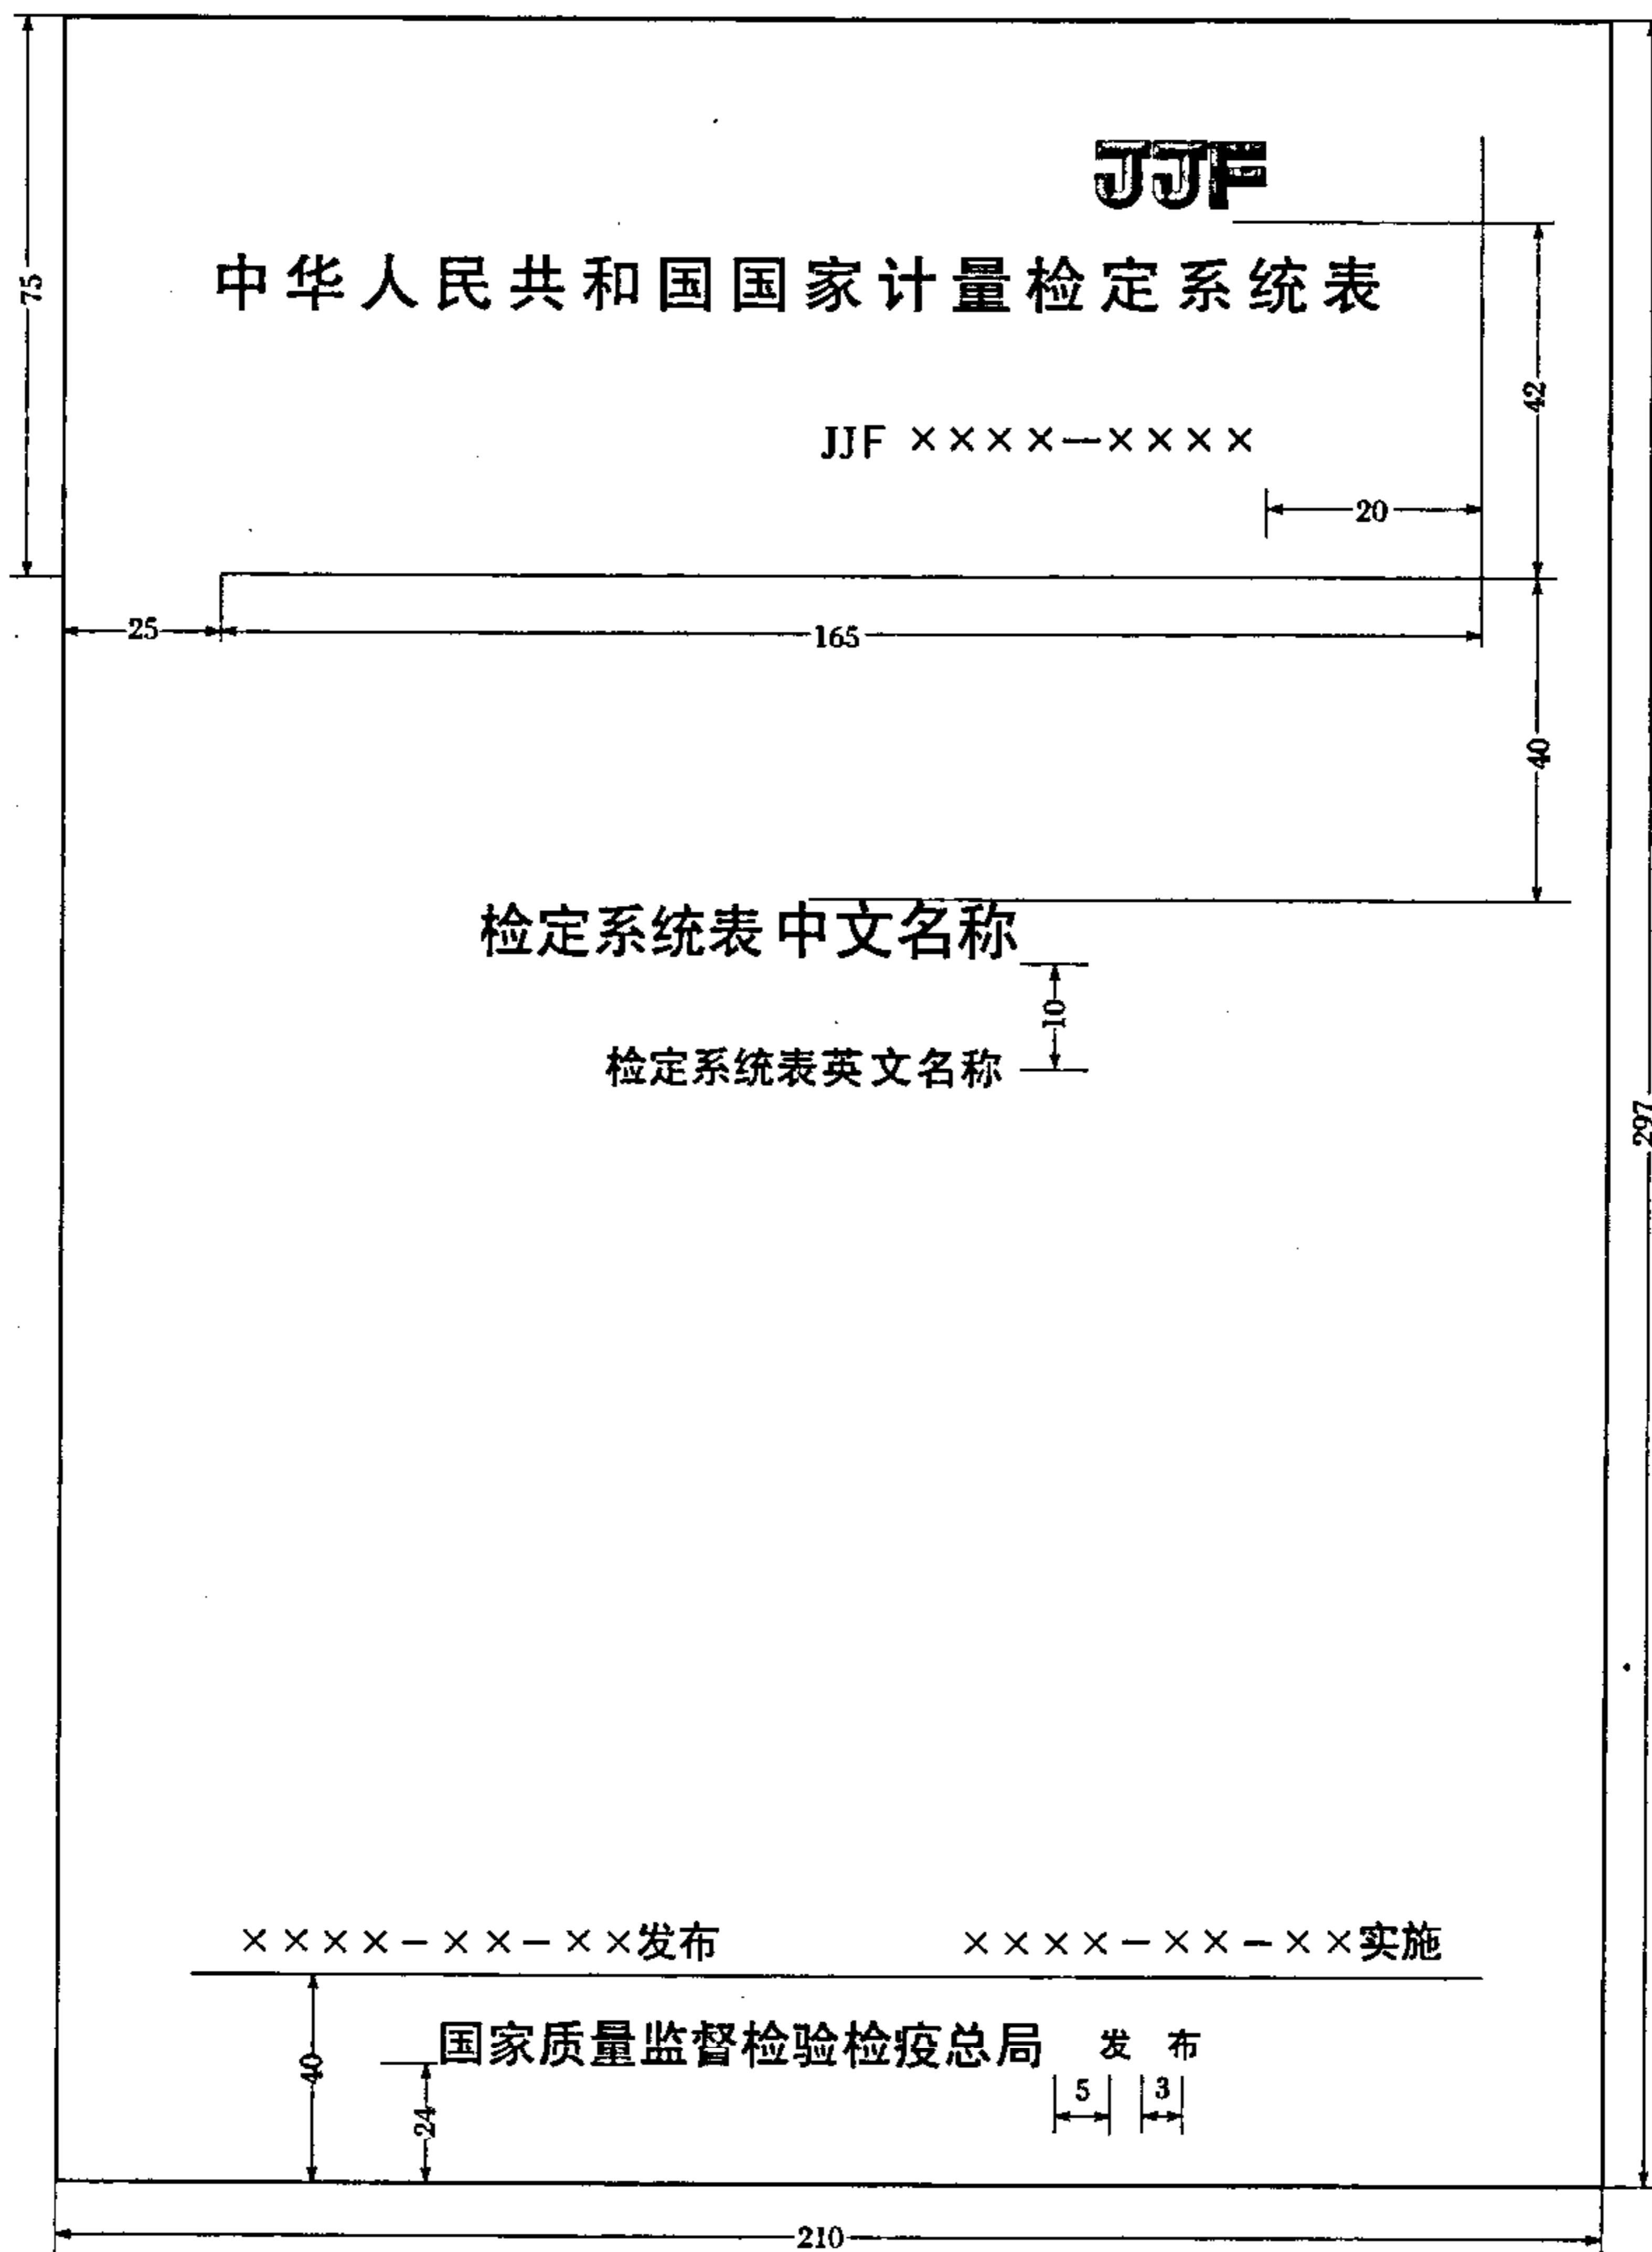 JJF
75
中华人民共和国国家计量检定系统表
42
JJF ××××—××××
20
25
165
40
检定系统表中文名称
10
检定系统表英文名称
297
××××-××-××发布 ××××-××-××实施
国家质量监督检验检疫总局 发 布
40
5 3
24
210